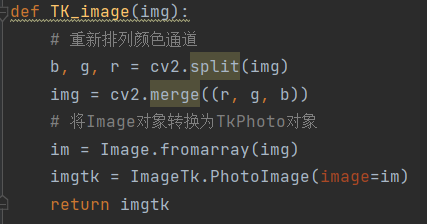 def TK_image(img):
    # 重新排列颜色通道
    b, g, r = cv2.split(img)
    img = cv2.merge((r, g, b))
    # 将Image对象转换为TkPhoto对象
    im = Image.fromarray(img)
    imgtk = ImageTk.PhotoImage(image=im)
    return imgtk